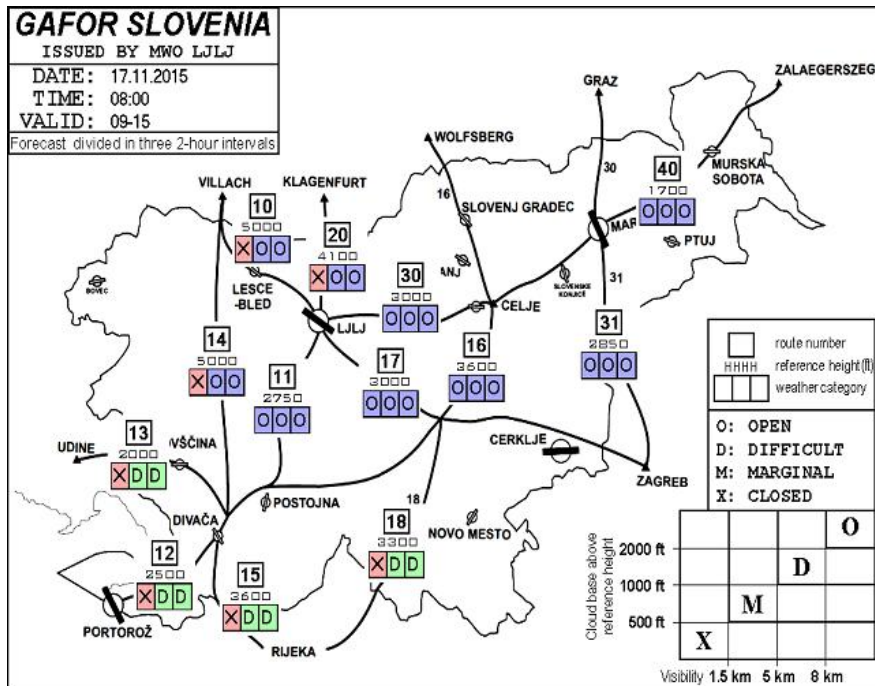 GAFOR SLOVENIA
ISSUED BY MWO LJLJ
DATE: 17.11.2015
TIME: 08:00
VALID: 09-15
Forecast divided in three 2-hour intervals
ZALAEGERSZEG
GRAZ
WOLFSBERG
MURSKA
SOBOTA
30
40
1700
O O O
VILLACH
KLAGENFURT
16
SLOVENJ GRADEC
MAR
PTUJ
10
5000
X O O
20
4100
X O O
ANJ
SLOVENSKE
KONJICE
31
BOVEC
LESCE
-BLED
30
3000
O O O
CELJE
LJLJ
31
2850
O O O
14
5000
X O O
11
2750
O O O
17
3000
O O O
16
3600
O O O
13
2000
X D D
UDINE
OVŠČINA
CERKLJE
ZAGREB
POSTOJNA
DIVAČA
18
NOVO MESTO
18
3300
X D D
12
2500
X D D
15
3600
X D D
PORTOROŽ
RIJEKA
route number
HHHH reference height(ft)
weather category
O: OPEN
D: DIFFICULT
M: MARGINAL
X: CLOSED
Cloud base above
reference height
2000 ft
1000 ft
500 ft
O
D
M
X
Visibility 1.5 km 5 km 8 km